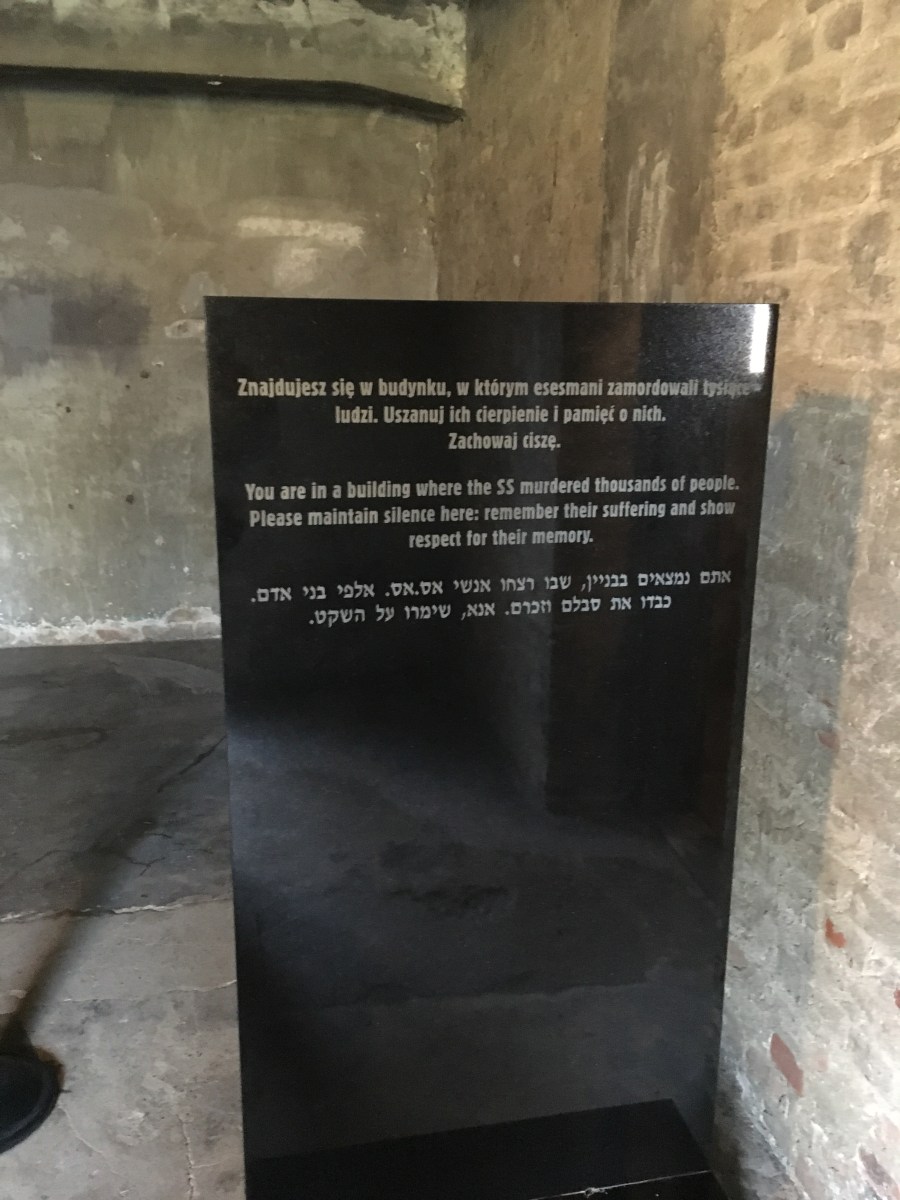 Znajdujesz się w budynku, w którym esesmani zamordowali tysiące
ludzi. Uszanuj ich cierpienie i pamięć o nich.
Zachowaj ciszę.
You are in a building where the SS murdered thousands of people.
Please maintain silence here: remember their suffering and show
respect for their memory.
אתם נמצאים בבניין, שבו רצחו אנשי אס.אס. אלפי בני אדם.
כבדו את סבלם וזכרם. אנא, שימרו על השקט.